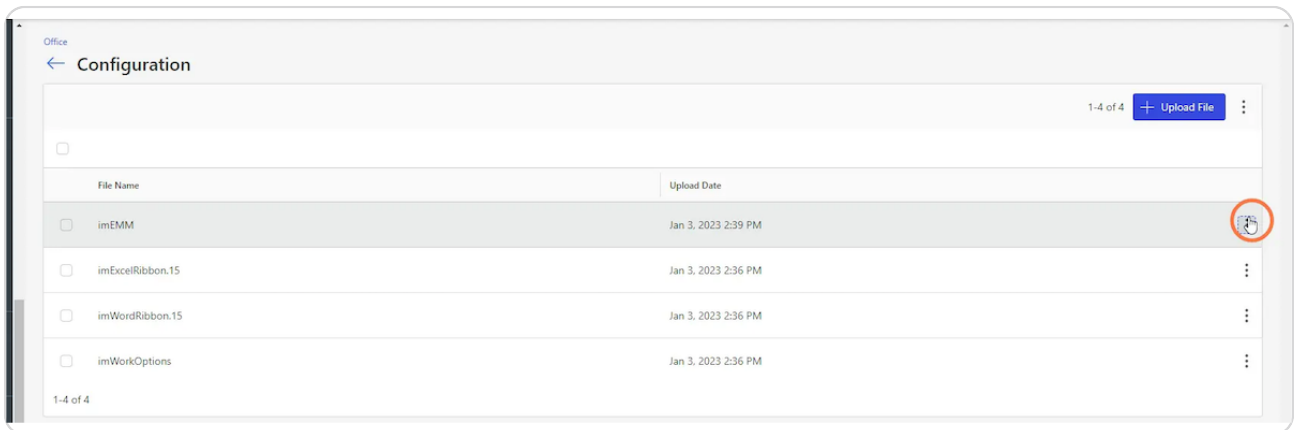 Office
Configuration
1-4 of 4 Upload File
File Name Upload Date
imEMM Jan 3, 2023 2:39 PM
imExcelRibbon.15 Jan 3, 2023 2:36 PM
imWordRibbon.15 Jan 3, 2023 2:36 PM
imWorkOptions Jan 3, 2023 2:36 PM
1-4 of 4